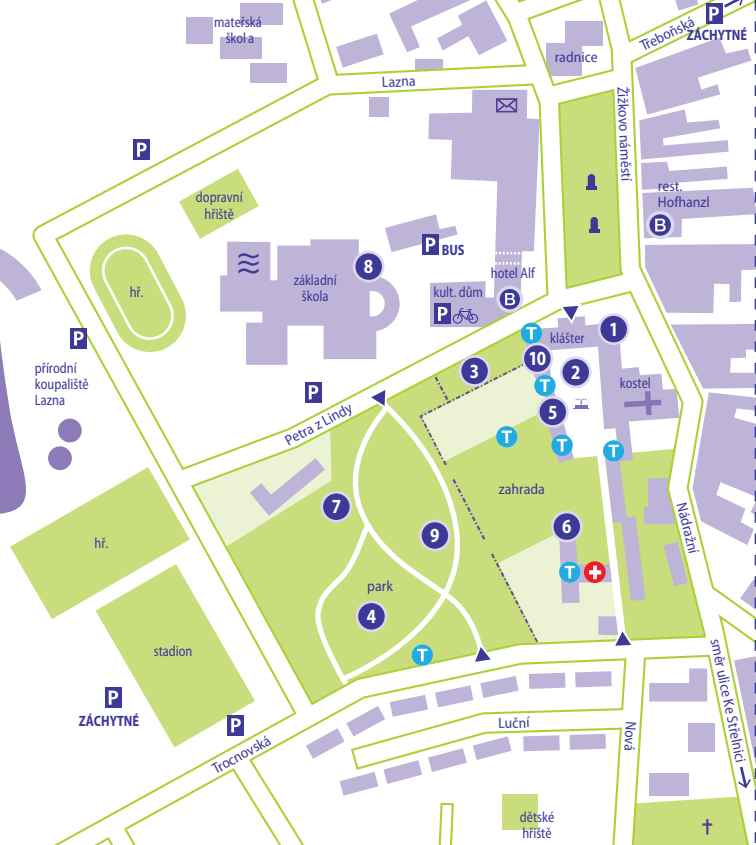 P
Třeboňská
ZÁCHYTNÉ
mateřská
škola
radnice
Lazna
Žižkovo náměstí
P
dopravní
hřiště
rest.
Hofhanzl
B
P BUS
8
hotel Alf
základní
škola
hř.
kult. dům
B
P
T
klášter
1
P
10
2
3
přírodní
koupaliště
Lazna
T
kostel
P
5
Petra z Lindy
T
T
T
zahrada
7
6
Nádražní
9
hř.
T
park
4
stadion
T
směr ulice Ke Střelnici
P
ZÁCHYTNÉ
P
Trocnovská
Luční
Nová
dětské
hřiště